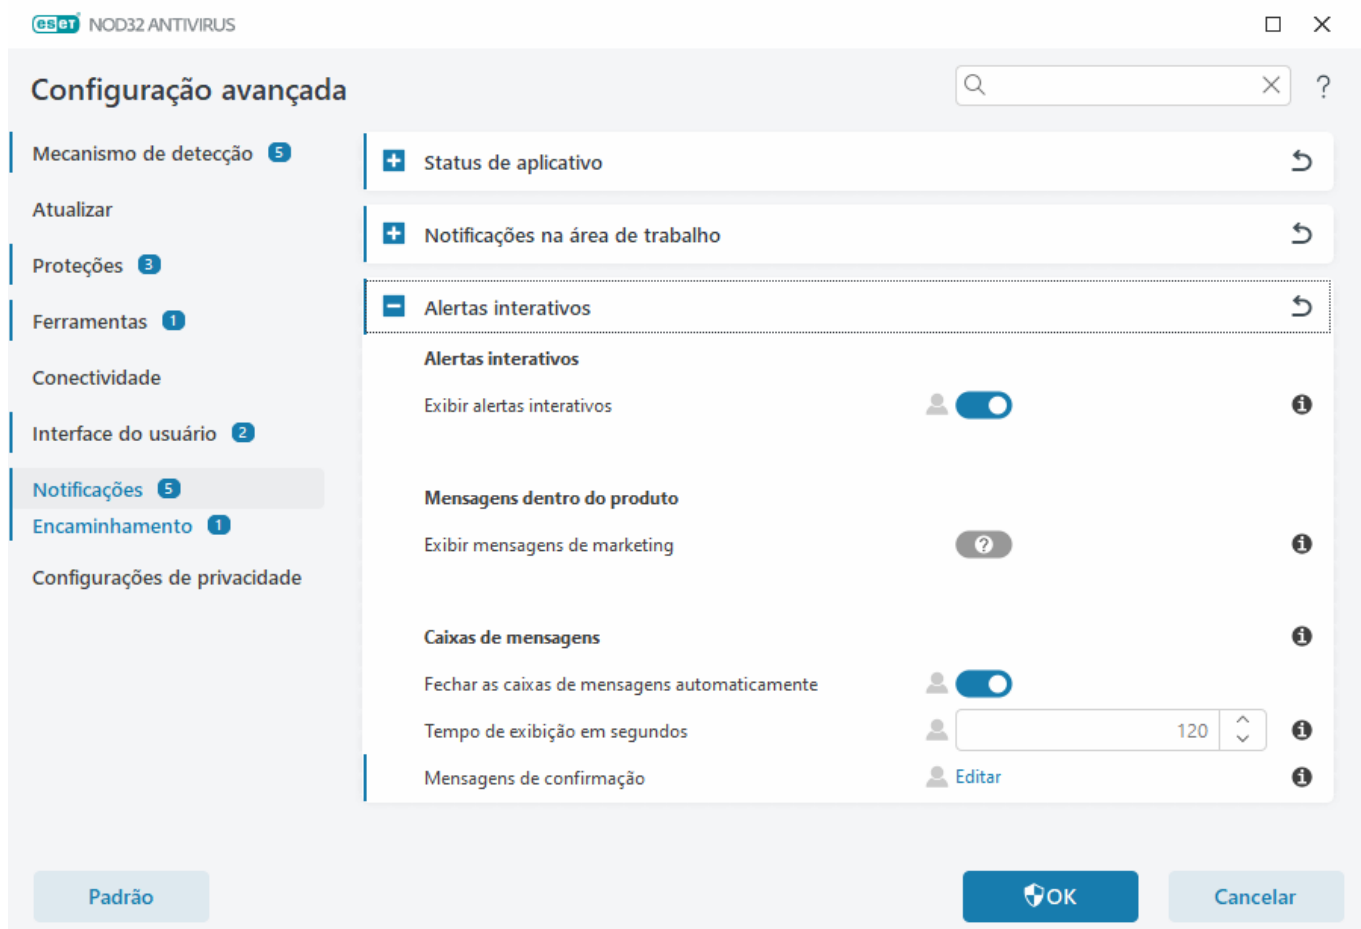 eset NOD32 ANTIVIRUS
Configuração avançada
?
Mecanismo de detecção 5
Atualizar
Proteções 3
Ferramentas 1
Conectividade
Interface do usuário 2
Notificações 5
Encaminhamento 1
Configurações de privacidade
Status de aplicativo
Notificações na área de trabalho
Alertas interativos
Alertas interativos
Exibir alertas interativos
Mensagens dentro do produto
Exibir mensagens de marketing ?
Caixas de mensagens
Fechar as caixas de mensagens automaticamente
Tempo de exibição em segundos 120
Mensagens de confirmação Editar
Padrão
OK
Cancelar